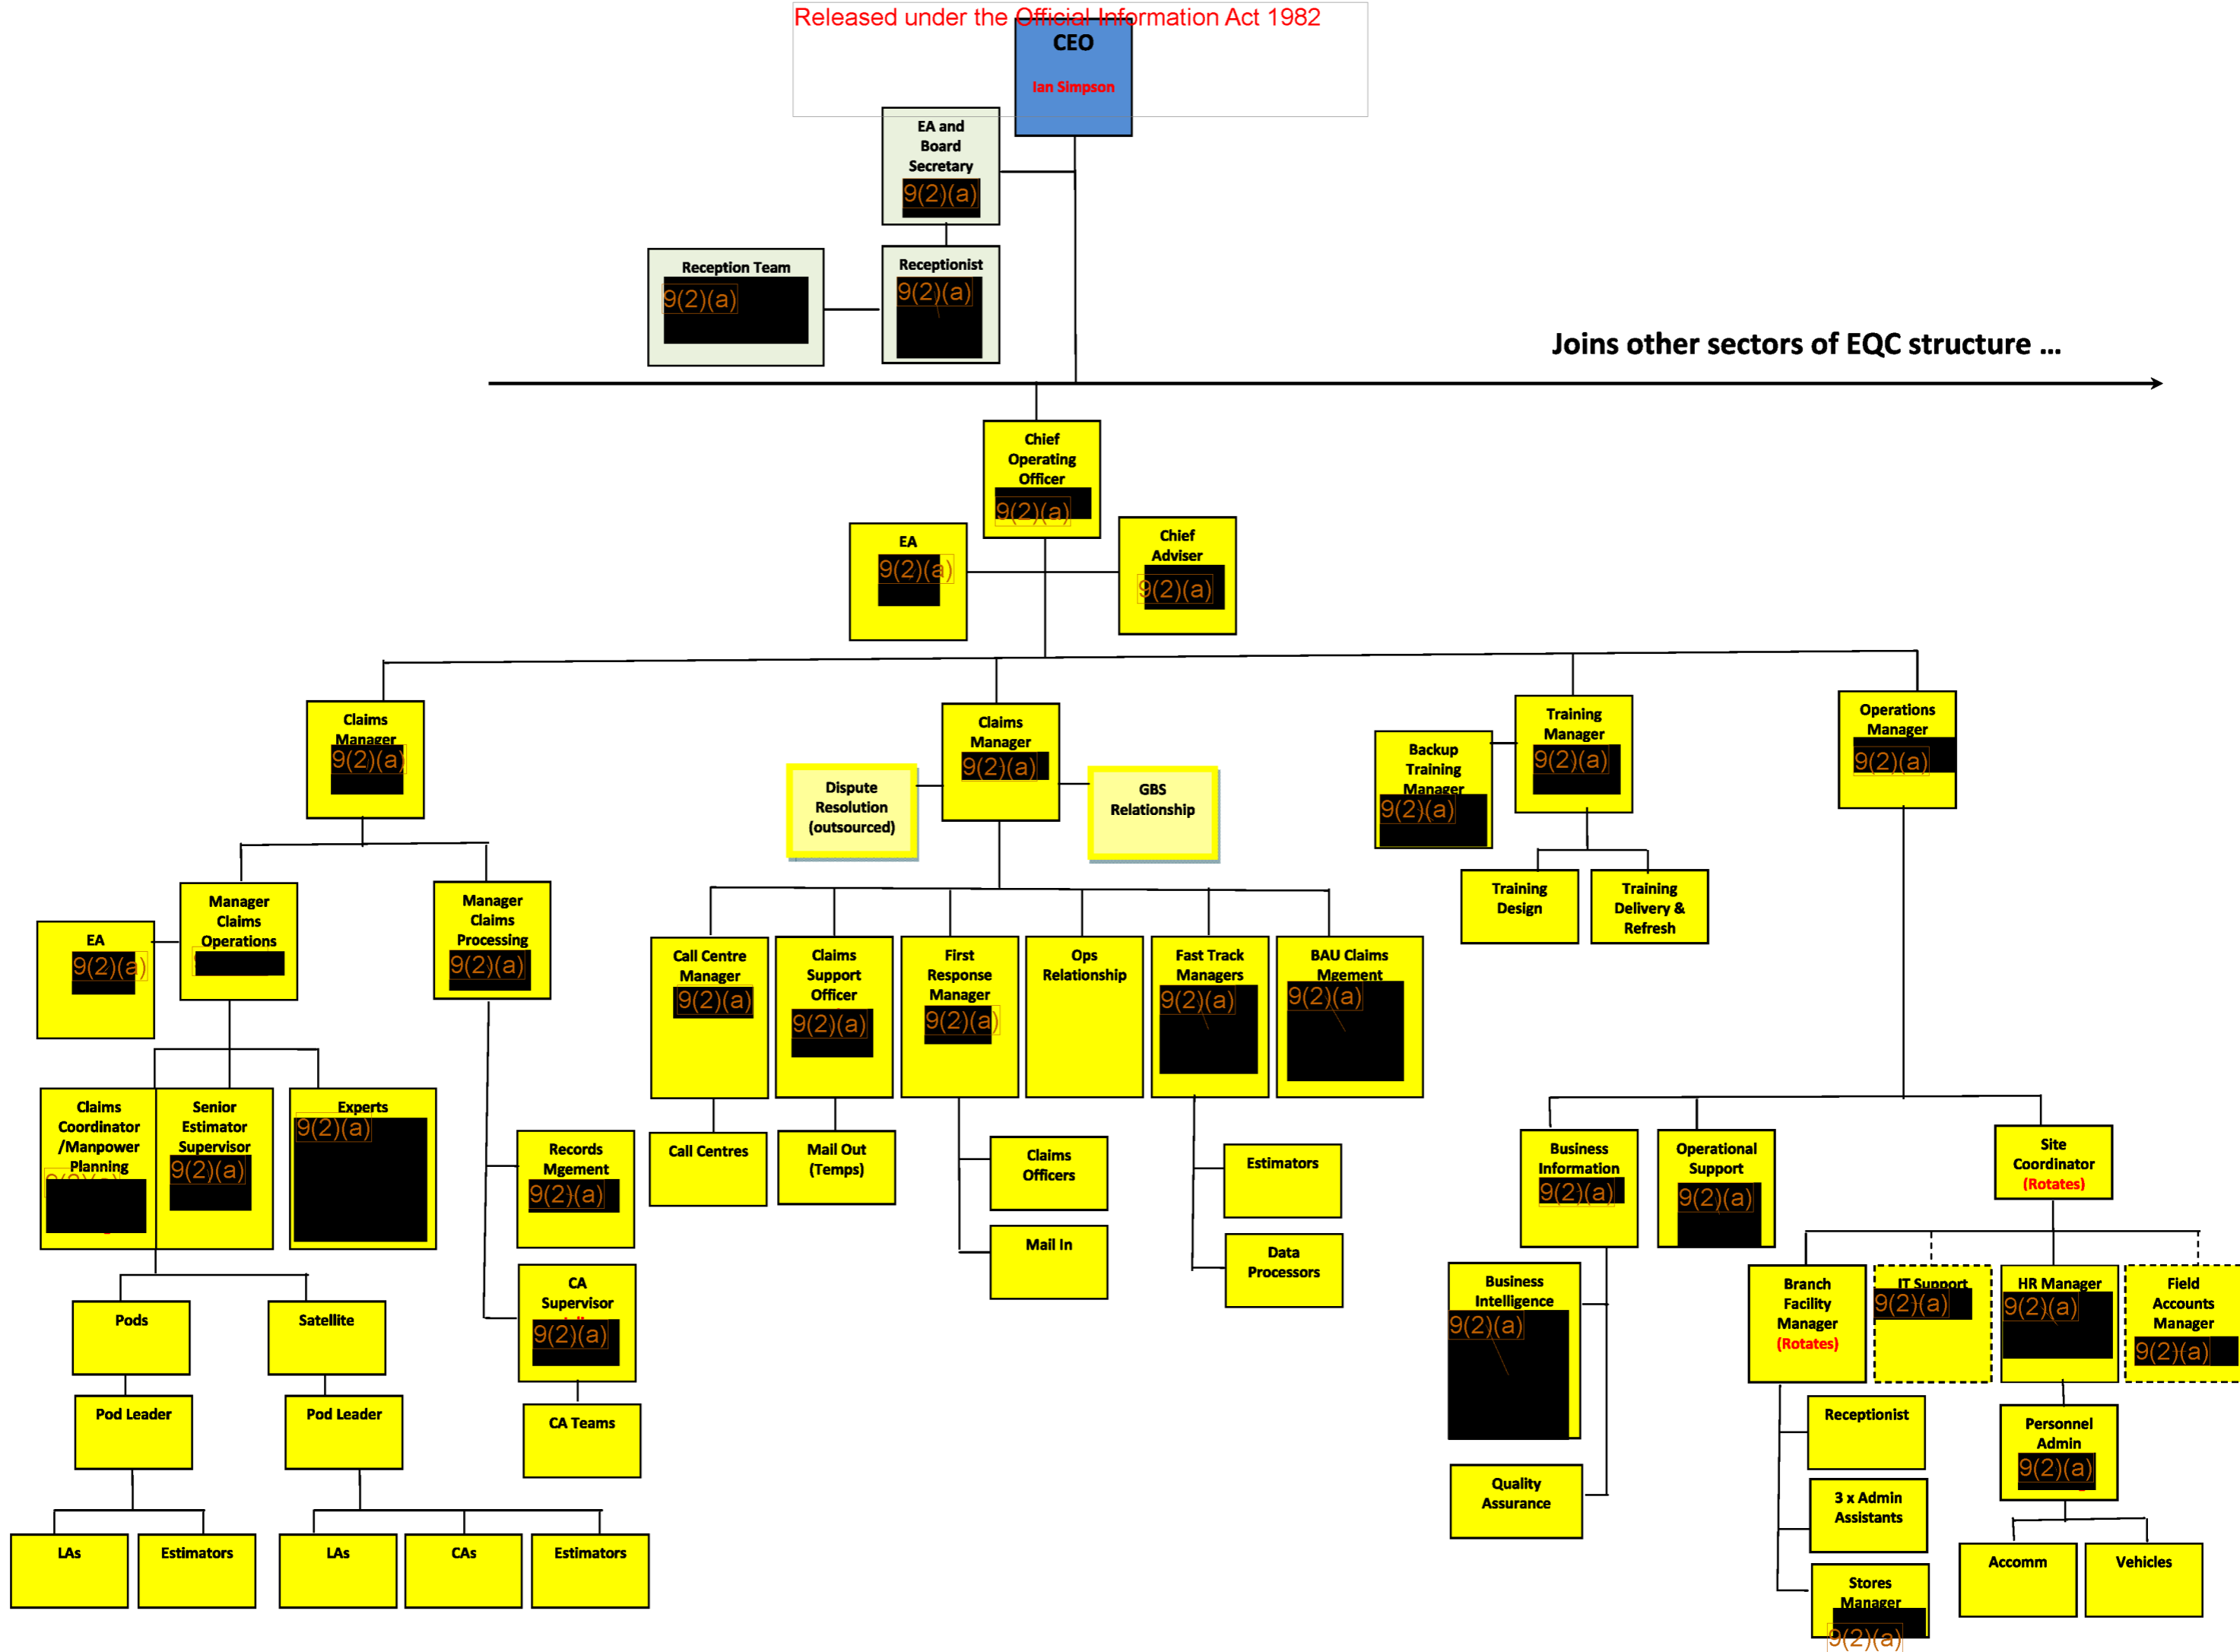 Released under the Official Information Act 1982
CEO
Ian Simpson
EA and
Board
Secretary
9(2)(a)
Reception Team
9(2)(a)
Receptionist
9(2)(a)
Joins other sectors of EQC structure ...
Chief
Operating
Officer
9(2)(a)
EA
9(2)(a)
Chief
Adviser
9(2)(a)
Claims
Manager
9(2)(a)
Claims
Manager
9(2)(a)
Dispute
Resolution
(outsourced)
GBS
Relationship
Backup
Training
Manager
9(2)(a)
Training
Manager
9(2)(a)
Operations
Manager
9(2)(a)
Training
Design
Training
Delivery &
Refresh
EA
9(2)(a)
Manager
Claims
Operations
Manager
Claims
Processing
9(2)(a)
Call Centre
Manager
9(2)(a)
Claims
Support
Officer
9(2)(a)
First
Response
Manager
9(2)(a)
Ops
Relationship
Fast Track
Managers
9(2)(a)
BAU Claims
Mgement
9(2)(a)
Claims
Coordinator
/Manpower
Planning
9(2)(a)
Senior
Estimator
Supervisor
9(2)(a)
Experts
9(2)(a)
Records
Mgement
9(2)(a)
CA
Supervisor
9(2)(a)
CA Teams
Call Centres
Mail Out
(Temps)
Claims
Officers
Mail In
Estimators
Data
Processors
Business
Information
9(2)(a)
Operational
Support
9(2)(a)
Site
Coordinator
(Rotates)
Business
Intelligence
9(2)(a)
Quality
Assurance
Branch
Facility
Manager
(Rotates)
IT Support
9(2)(a)
HR Manager
9(2)(a)
Field
Accounts
Manager
9(2)(a)
Receptionist
3 x Admin
Assistants
Stores
Manager
9(2)(a)
Personnel
Admin
9(2)(a)
Accomm
Vehicles
Pods
Satellite
Pod Leader
Pod Leader
LAs
Estimators
LAs
CAs
Estimators